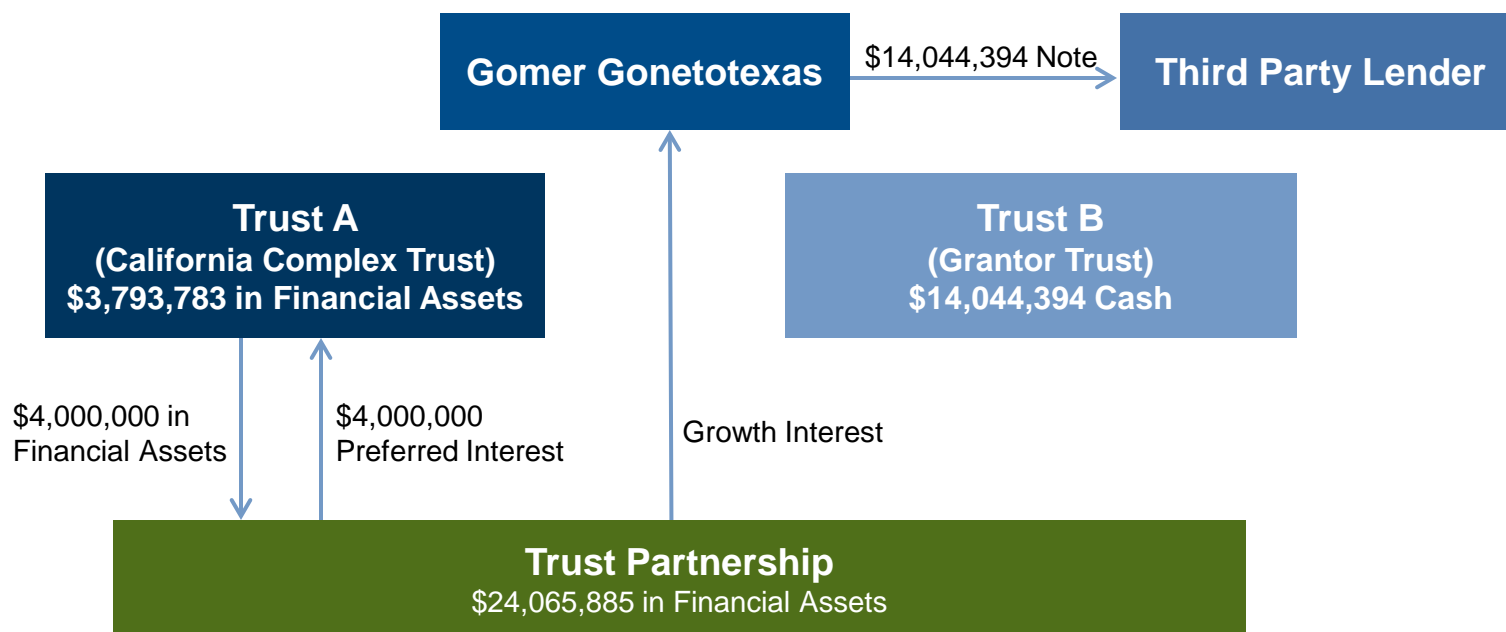 Gomer Gonetotexas
$14,044,394 Note
Third Party Lender
Trust A
(California Complex Trust)
$3,793,783 in Financial Assets
Trust B
(Grantor Trust)
$14,044,394 Cash
$4,000,000 in
Financial Assets
$4,000,000
Preferred Interest
Growth Interest
Trust Partnership
$24,065,885 in Financial Assets